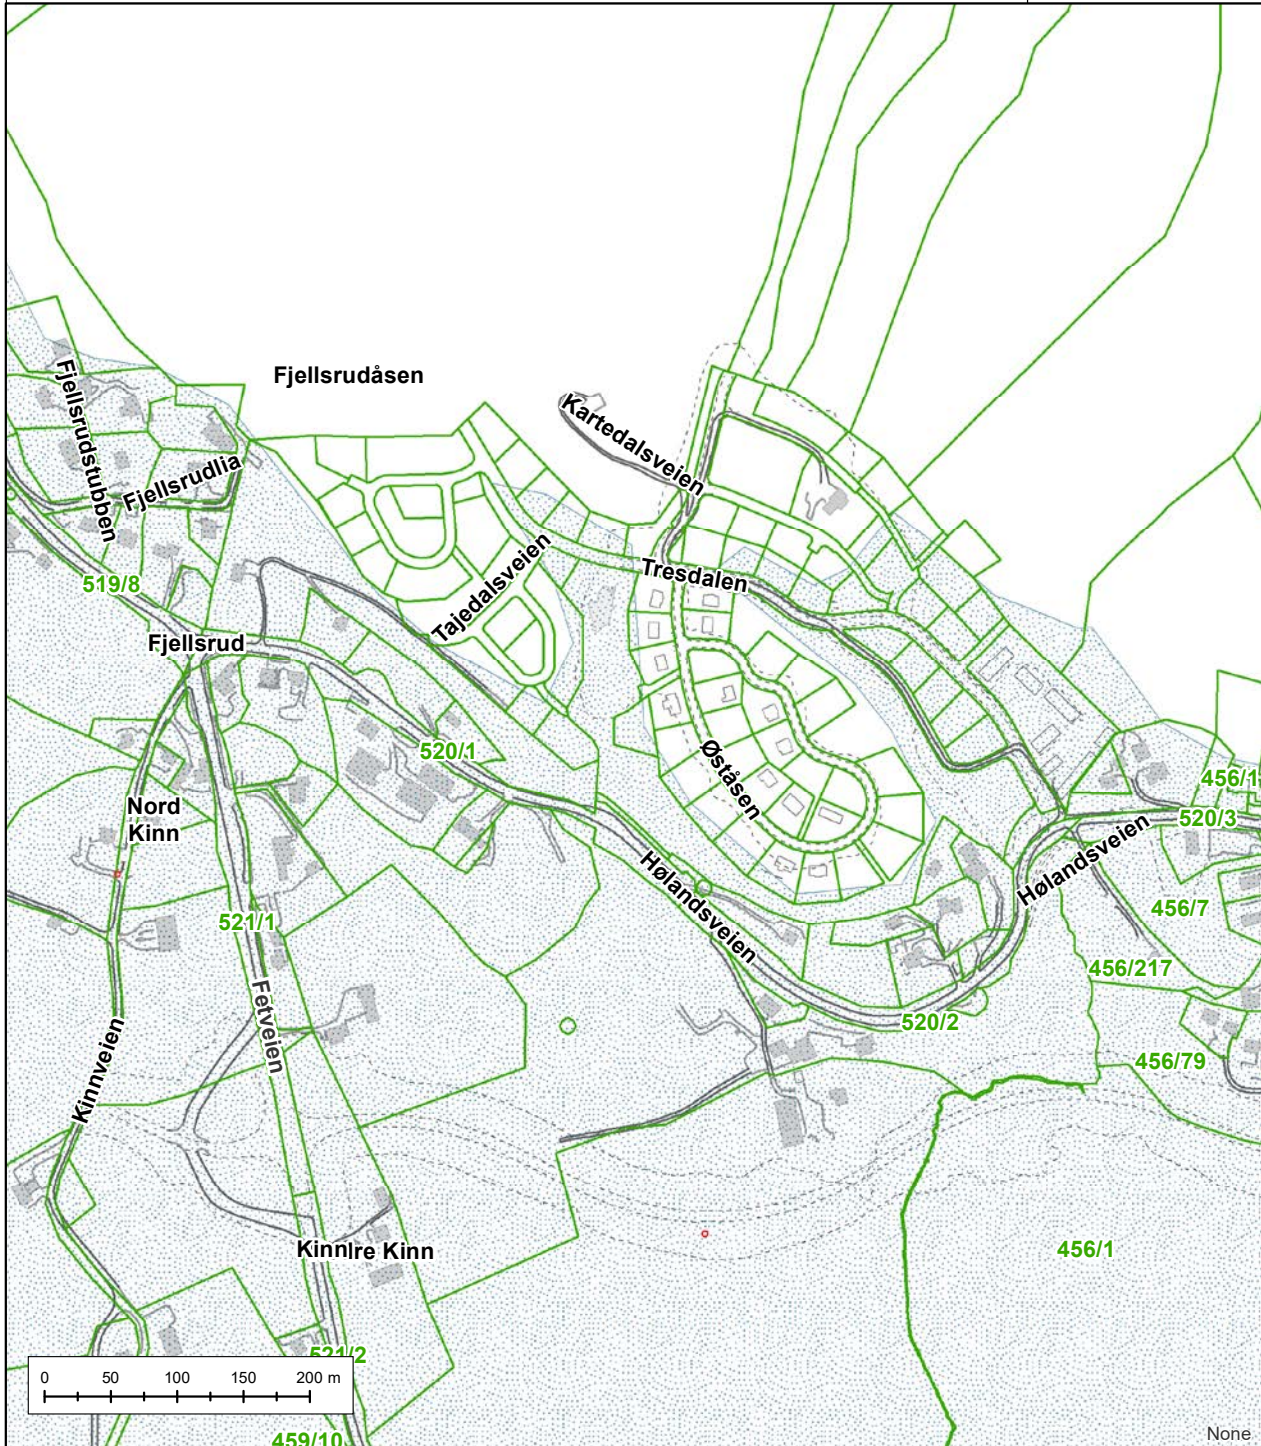 Fjellsrudåsen
Kartedalsveien
Fjellsrudstubben
Fjellsrudlia
Tajedalsveien
Tresdalen
519/8
Fjellsrud
520/1
Øståsen
456/1
520/3
Nord
Kinn
Hølandsveien
Hølandsveien
456/7
521/1
456/217
Fetveien
520/2
Kinnveien
456/79
Kinn
Ire Kinn
456/1
521/2
0 50 100 150 200 m
459/10
None